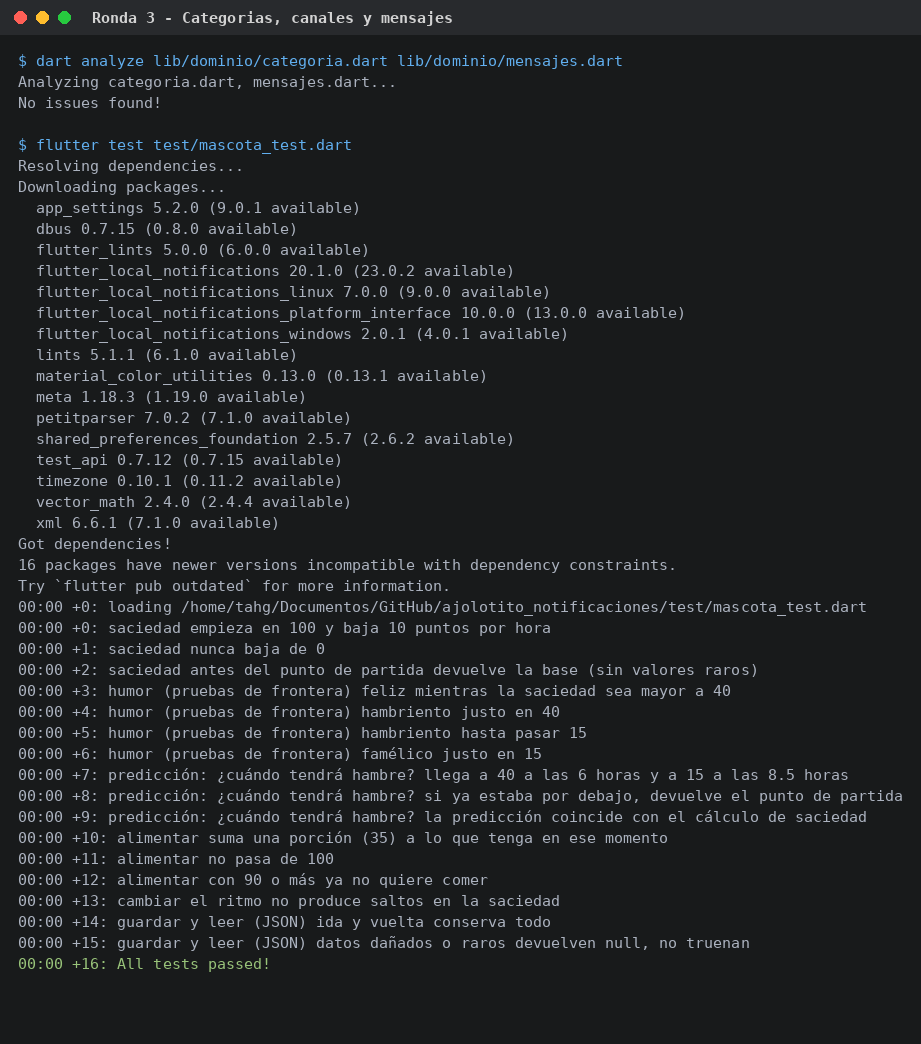 Ronda 3 - Categorias, canales y mensajes
$ dart analyze lib/dominio/categoria.dart lib/dominio/mensajes.dart
Analyzing categoria.dart, mensajes.dart...
No issues found!
$ flutter test test/mascota_test.dart
Resolving dependencies...
Downloading packages...
  app_settings 5.2.0 (9.0.1 available)
  dbus 0.7.15 (0.8.0 available)
  flutter_lints 5.0.0 (6.0.0 available)
  flutter_local_notifications 20.1.0 (23.0.2 available)
  flutter_local_notifications_linux 7.0.0 (9.0.0 available)
  flutter_local_notifications_platform_interface 10.0.0 (13.0.0 available)
  flutter_local_notifications_windows 2.0.1 (4.0.1 available)
  lints 5.1.1 (6.1.0 available)
  material_color_utilities 0.13.0 (0.13.1 available)
  meta 1.18.3 (1.19.0 available)
  petitparser 7.0.2 (7.1.0 available)
  shared_preferences_foundation 2.5.7 (2.6.2 available)
  test_api 0.7.12 (0.7.15 available)
  timezone 0.10.1 (0.11.2 available)
  vector_math 2.4.0 (2.4.4 available)
  xml 6.6.1 (7.1.0 available)
Got dependencies!
16 packages have newer versions incompatible with dependency constraints.
Try `flutter pub outdated` for more information.
00:00 +0: loading /home/tahg/Documentos/GitHub/ajolotito_notificaciones/test/mascota_test.dart
00:00 +0: saciedad empieza en 100 y baja 10 puntos por hora
00:00 +1: saciedad nunca baja de 0
00:00 +2: saciedad antes del punto de partida devuelve la base (sin valores raros)
00:00 +3: humor (pruebas de frontera) feliz mientras la saciedad sea mayor a 40
00:00 +4: humor (pruebas de frontera) hambriento justo en 40
00:00 +5: humor (pruebas de frontera) hambriento hasta pasar 15
00:00 +6: humor (pruebas de frontera) famélico justo en 15
00:00 +7: predicción: ¿cuándo tendrá hambre? llega a 40 a las 6 horas y a 15 a las 8.5 horas
00:00 +8: predicción: ¿cuándo tendrá hambre? si ya estaba por debajo, devuelve el punto de partida
00:00 +9: predicción: ¿cuándo tendrá hambre? la predicción coincide con el cálculo de saciedad
00:00 +10: alimentar suma una porción (35) a lo que tenga en ese momento
00:00 +11: alimentar no pasa de 100
00:00 +12: alimentar con 90 o más ya no quiere comer
00:00 +13: cambiar el ritmo no produce saltos en la saciedad
00:00 +14: guardar y leer (JSON) ida y vuelta conserva todo
00:00 +15: guardar y leer (JSON) datos dañados o raros devuelven null, no truenan
00:00 +16: All tests passed!